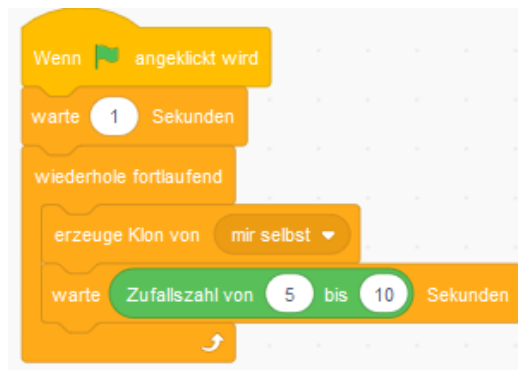 Wenn angeklickt wird
warte 1 Sekunden
wiederhole fortlaufend
erzeuge Klon von mir selbst
warte Zufallszahl von 5 bis 10 Sekunden